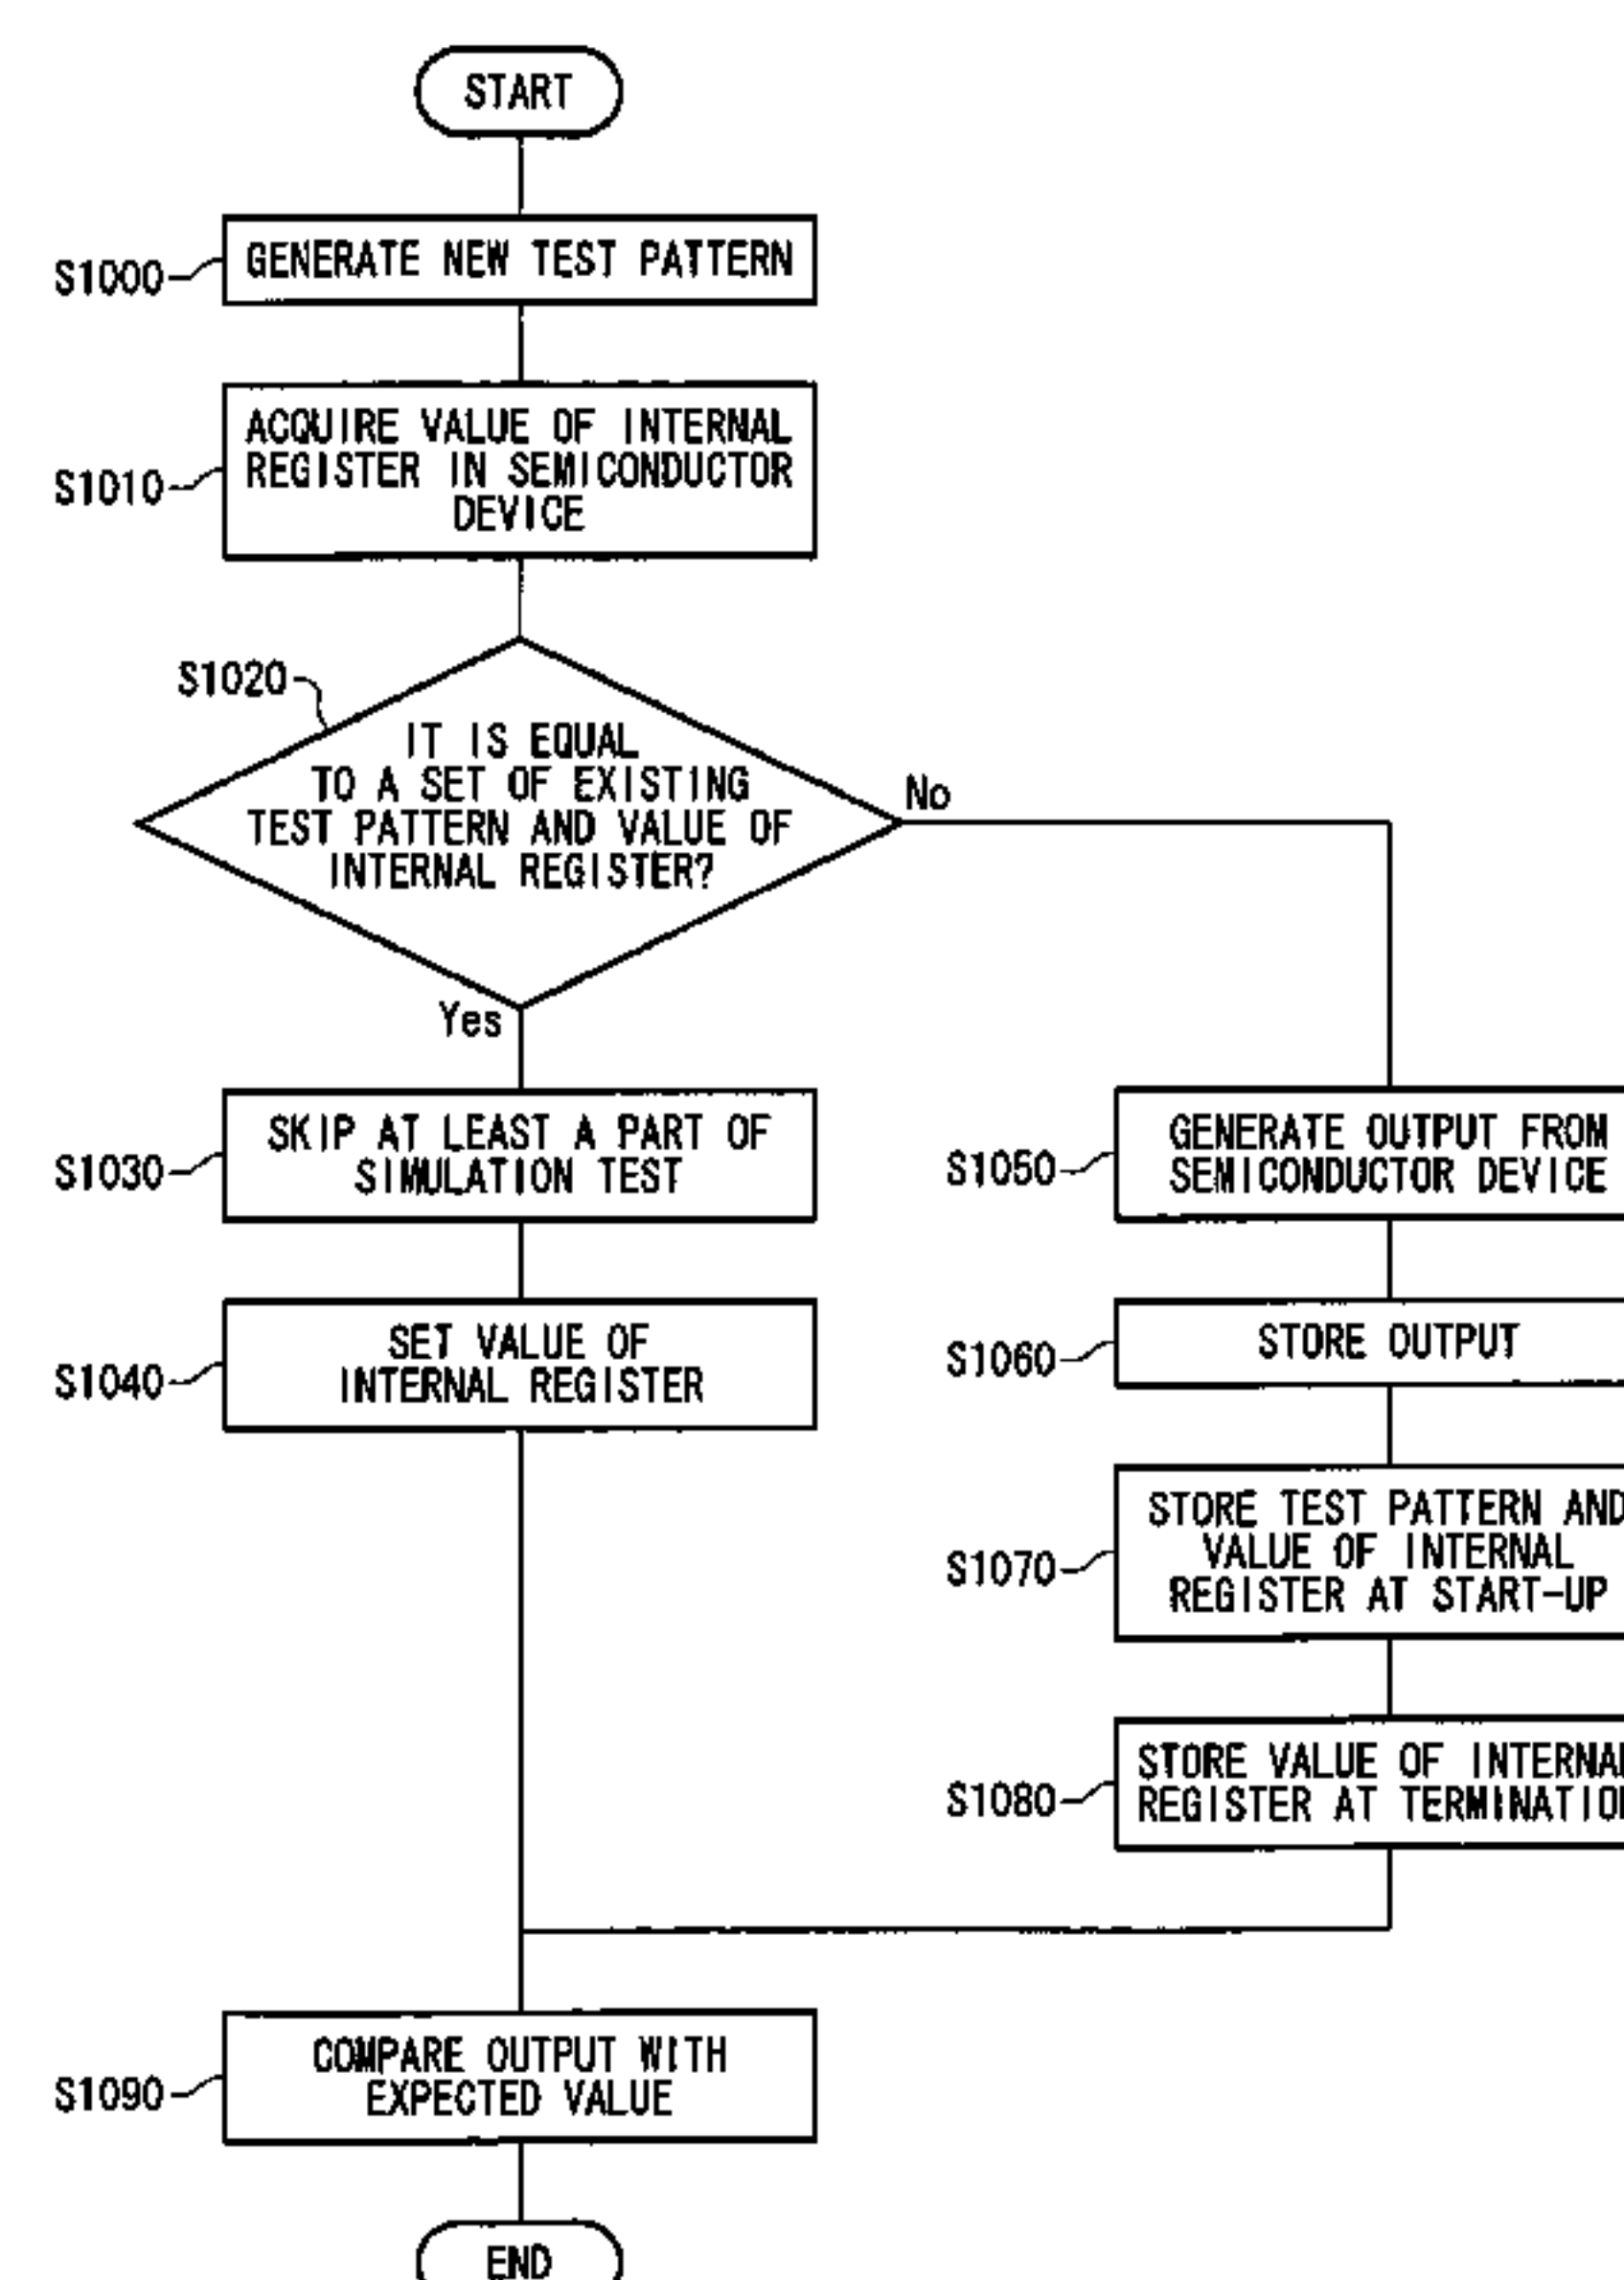 START
S1000
GENERATE NEW TEST PATTERN
S1010
ACQUIRE VALUE OF INTERNAL
REGISTER IN SEMICONDUCTOR
DEVICE
S1020
IT IS EQUAL
TO A SET OF EXISTING
TEST PATTERN AND VALUE OF
INTERNAL REGISTER?
No
Yes
S1030
SKIP AT LEAST A PART OF
SIMULATION TEST
S1040
SET VALUE OF
INTERNAL REGISTER
S1050
GENERATE OUTPUT FROM
SEMICONDUCTOR DEVICE
S1060
STORE OUTPUT
S1070
STORE TEST PATTERN AND
VALUE OF INTERNAL
REGISTER AT START-UP
S1080
STORE VALUE OF INTERNAL
REGISTER AT TERMINATION
S1090
COMPARE OUTPUT WITH
EXPECTED VALUE
END